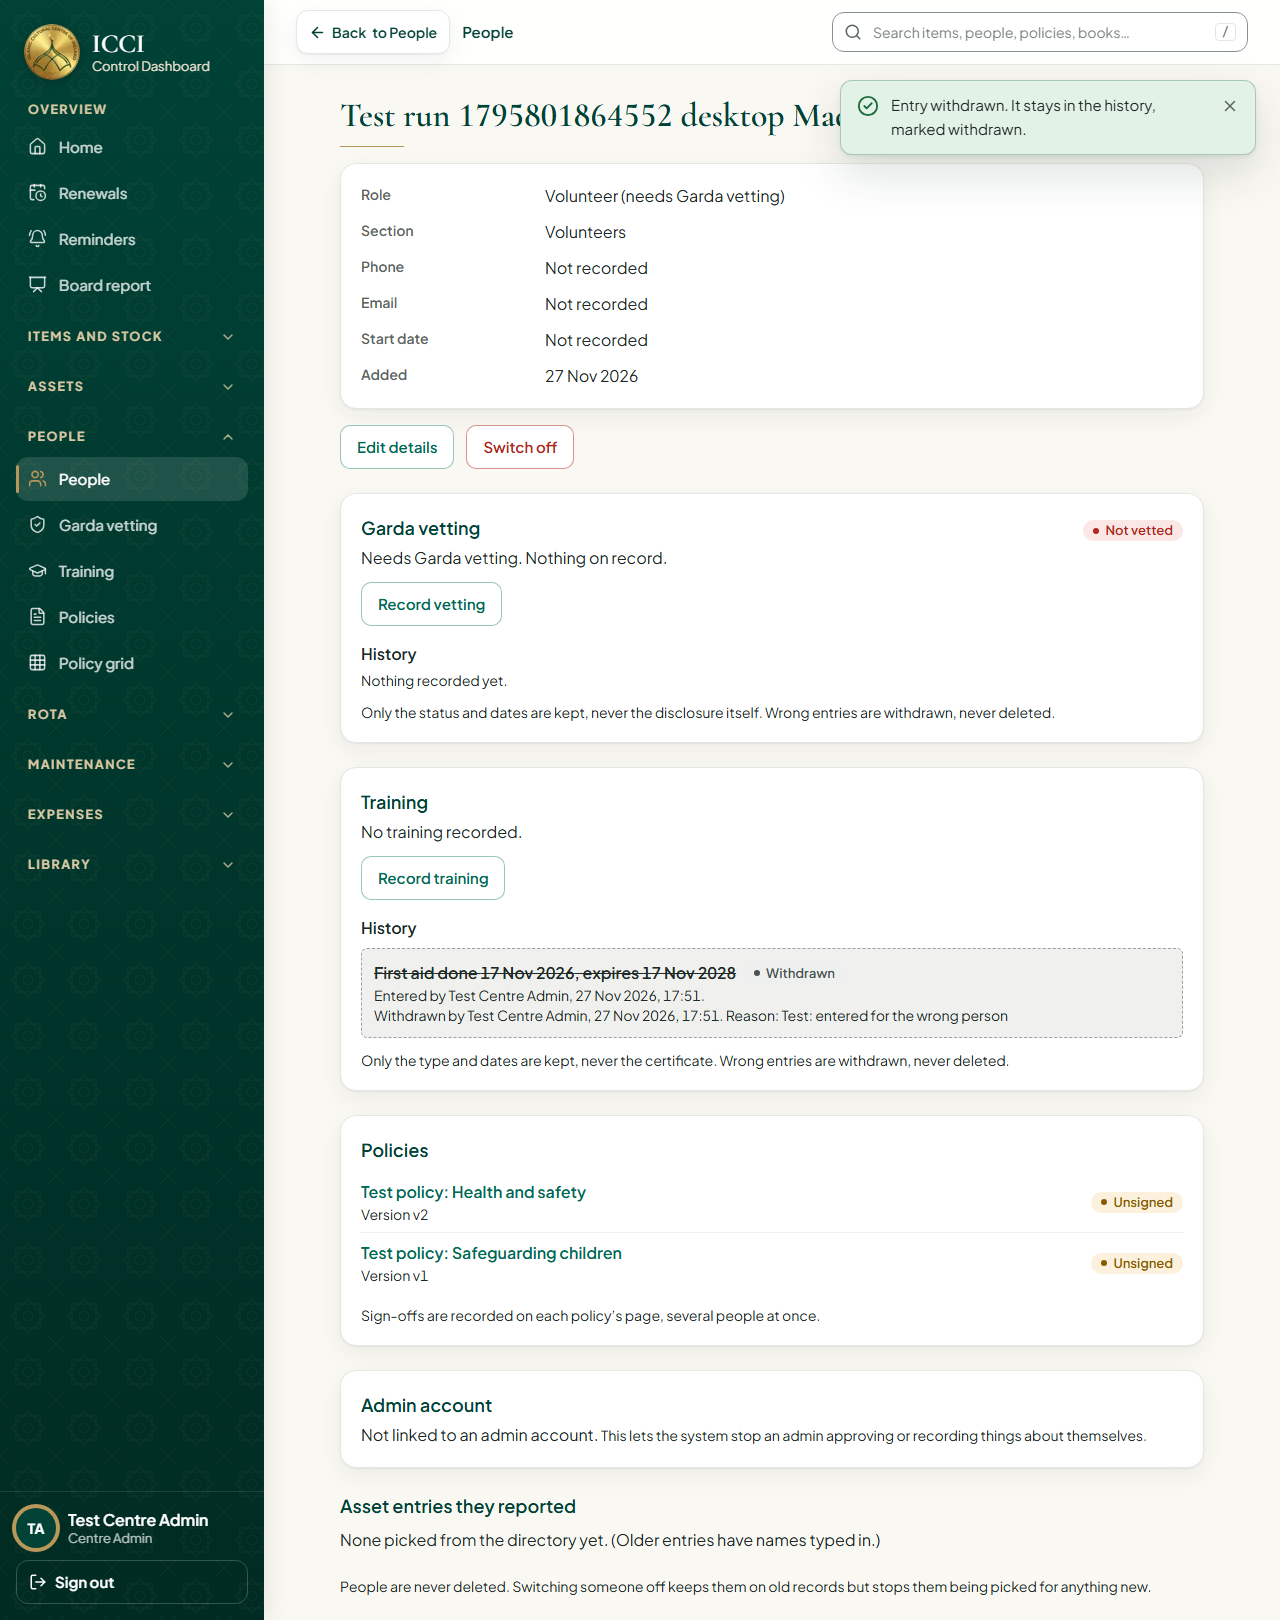 ICCI
Control Dashboard
OVERVIEW
Home
Renewals
Reminders
Board report
ITEMS AND STOCK
ASSETS
PEOPLE
People
Garda vetting
Training
Policies
Policy grid
ROTA
MAINTENANCE
EXPENSES
LIBRARY
TA
Test Centre Admin
Centre Admin
Sign out
Back to People
People
Search items, people, policies, books…
/
Entry withdrawn. It stays in the history,
marked withdrawn.
Test run 1795801864552 desktop
Role
Volunteer (needs Garda vetting)
Section
Volunteers
Phone
Not recorded
Email
Not recorded
Start date
Not recorded
Added
27 Nov 2026
Edit details
Switch off
Garda vetting
Not vetted
Needs Garda vetting. Nothing on record.
Record vetting
History
Nothing recorded yet.
Only the status and dates are kept, never the disclosure itself. Wrong entries are withdrawn, never deleted.
Training
No training recorded.
Record training
History
First aid done 17 Nov 2026, expires 17 Nov 2028
Withdrawn
Entered by Test Centre Admin, 27 Nov 2026, 17:51.
Withdrawn by Test Centre Admin, 27 Nov 2026, 17:51. Reason: Test: entered for the wrong person
Only the type and dates are kept, never the certificate. Wrong entries are withdrawn, never deleted.
Policies
Test policy: Health and safety
Version v2
Unsigned
Test policy: Safeguarding children
Version v1
Unsigned
Sign-offs are recorded on each policy’s page, several people at once.
Admin account
Not linked to an admin account. This lets the system stop an admin approving or recording things about themselves.
Asset entries they reported
None picked from the directory yet. (Older entries have names typed in.)
People are never deleted. Switching someone off keeps them on old records but stops them being picked for anything new.